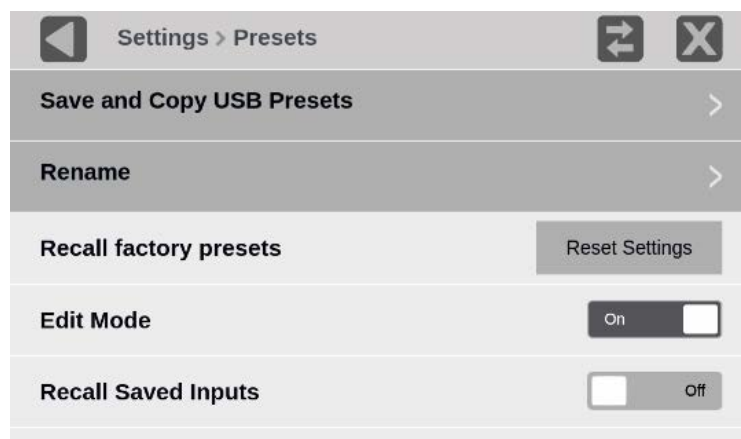 Settings > Presets
Save and Copy USB Presets
Rename
Recall factory presets
Reset Settings
Edit Mode
On
Recall Saved Inputs
Off